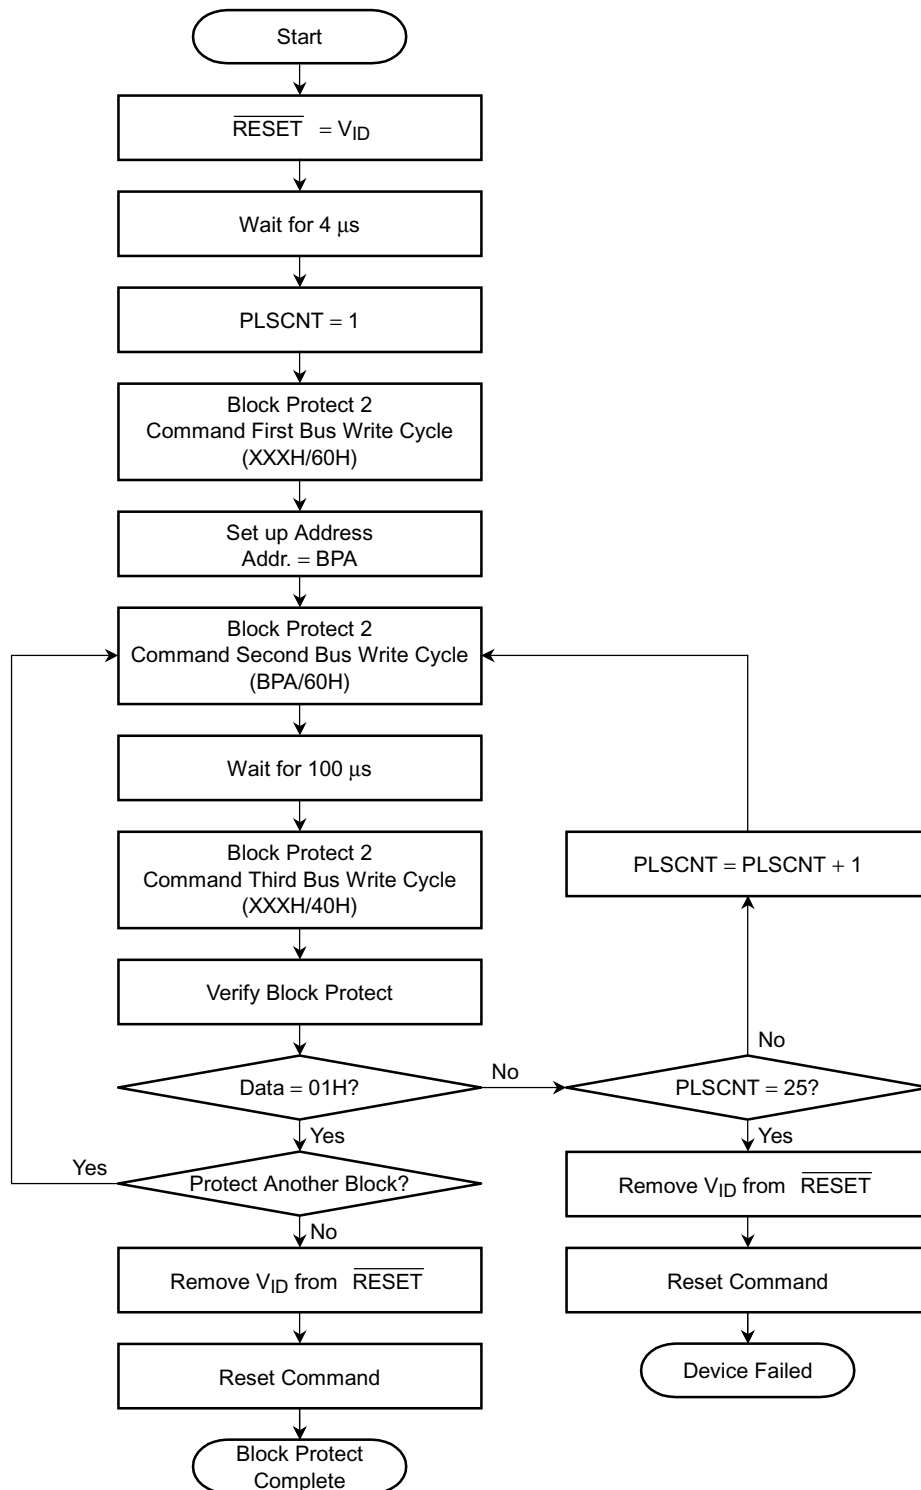 Start
RESET = VID
Wait for 4 μs
PLSCNT = 1
Block Protect 2
Command First Bus Write Cycle
(XXXH/60H)
Set up Address
Addr. = BPA
Block Protect 2
Command Second Bus Write Cycle
(BPA/60H)
Wait for 100 μs
Block Protect 2
Command Third Bus Write Cycle
(XXXH/40H)
PLSCNT = PLSCNT + 1
Verify Block Protect
No
Data = 01H?
No
PLSCNT = 25?
Yes
Yes
Yes
Protect Another Block?
Remove VID from RESET
No
Remove VID from RESET
Reset Command
Reset Command
Device Failed
Block Protect
Complete